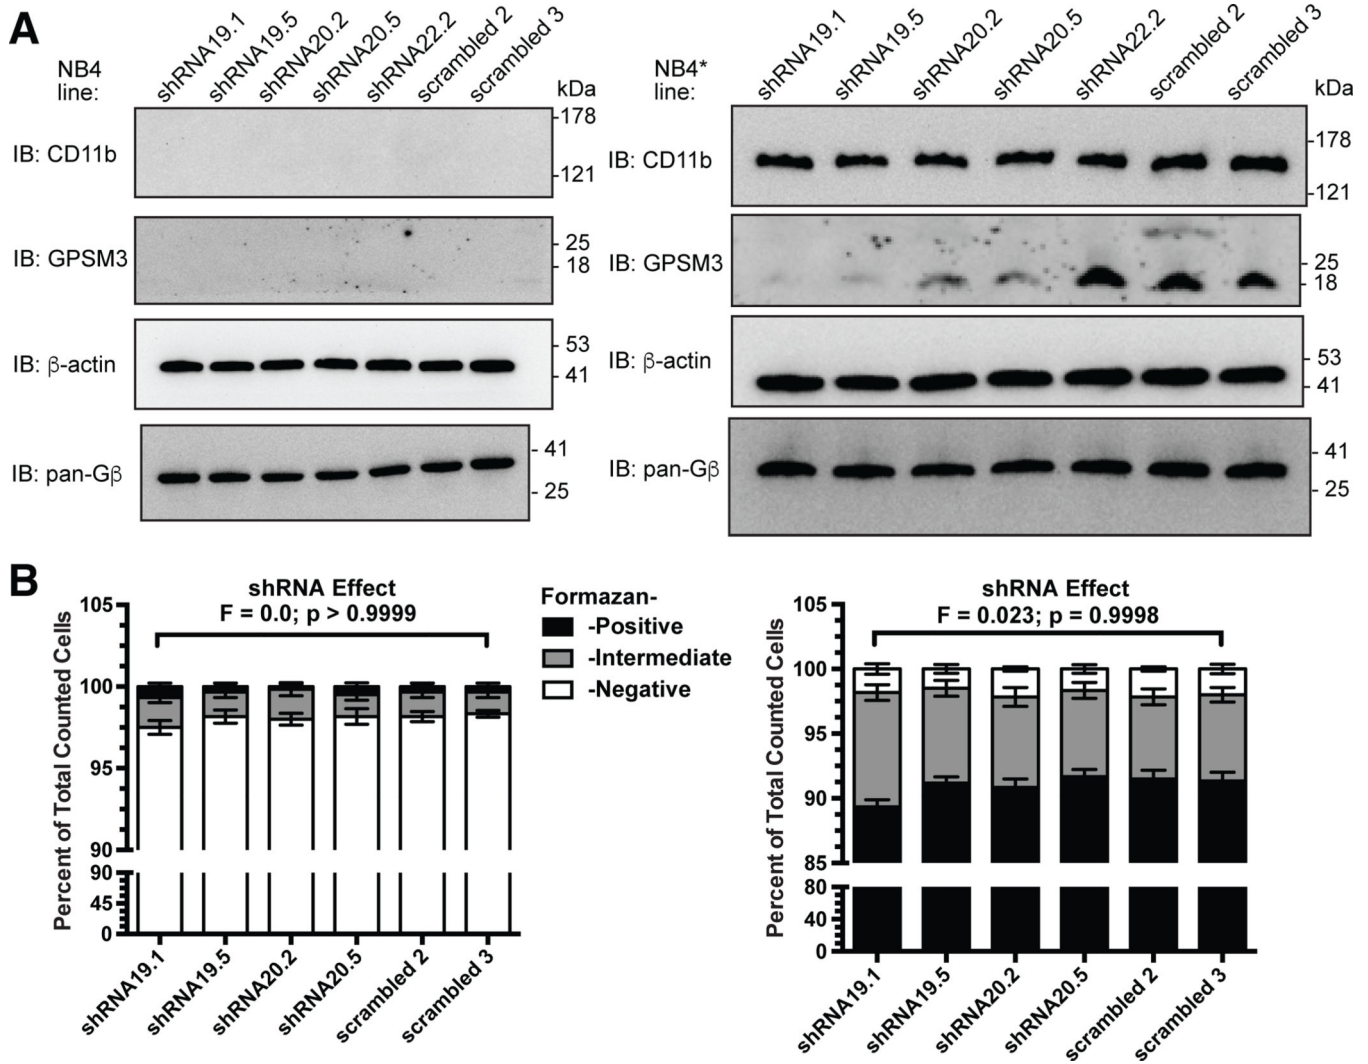 A
NB4
line:
shRNA19.1
shRNA19.5
shRNA20.2
shRNA20.5
shRNA22.2
scrambled 2
scrambled 3
kDa
IB: CD11b
-178
-121
IB: GPSM3
- 25
- 18
IB: β-actin
- 53
- 41
IB: pan-Gβ
- 41
- 25
NB4*
line:
shRNA19.1
shRNA19.5
shRNA20.2
shRNA20.5
shRNA22.2
scrambled 2
scrambled 3
kDa
IB: CD11b
-178
-121
IB: GPSM3
- 25
- 18
IB: β-actin
- 53
- 41
IB: pan-Gβ
- 41
- 25
B
shRNA Effect
F = 0.0; p > 0.9999
Percent of Total Counted Cells
105
100
95
90
90
45
0
shRNA19.1
shRNA19.5
shRNA20.2
shRNA20.5
scrambled 2
scrambled 3
Formazan-
-Positive
-Intermediate
-Negative
shRNA Effect
F = 0.023; p = 0.9998
Percent of Total Counted Cells
105
100
95
90
85
80
40
0
shRNA19.1
shRNA19.5
shRNA20.2
shRNA20.5
scrambled 2
scrambled 3